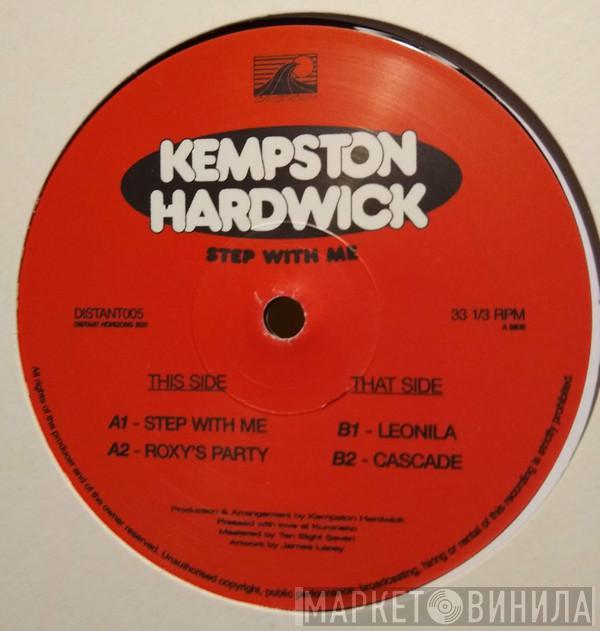 KEMPSTON
HARDWICK
STEP WITH ME
DISTANT005
DISTANT HORIZONS 2021
33 1/3 RPM
A SIDE
THIS SIDE
A1 - STEP WITH ME
A2 - ROXY'S PARTY
THAT SIDE
B1 - LEONILA
B2 - CASCADE
Production & Arrangement by Kempston Hardwick
Pressed with love at Kuroneko
Mastered by Ten Eight Seven
Artwork by James Lacey
All rights of the producer and of the owner reserved. Unauthorised copyright, public performance, broadcasting, hiring or rental of this recording is strictly prohibited.
МАРКЕТ ВИНИЛА